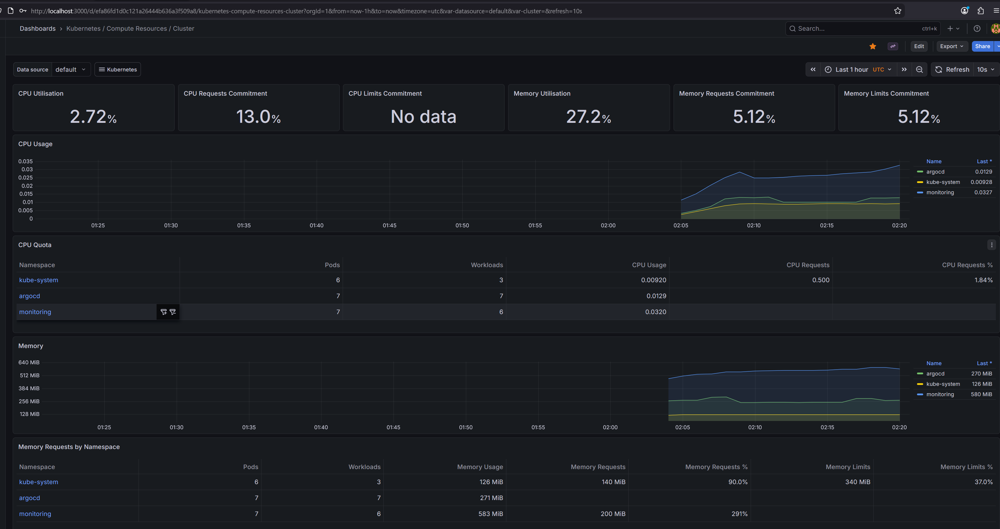 http://localhost:3000/d/efa86fd1d0c121a26444b636a3f509a8/kubernetes-compute-resources-cluster?orgId=1&from=now-1h&to=now&timezone=utc&var-datasource=default&var-cluster=&refresh=10s
Dashboards › Kubernetes / Compute Resources / Cluster
Search... ctrl+k
Edit Export Share
Data source default Kubernetes
Last 1 hour UTC Refresh 10s
CPU Utilisation
2.72%
CPU Requests Commitment
13.0%
CPU Limits Commitment
No data
Memory Utilisation
27.2%
Memory Requests Commitment
5.12%
Memory Limits Commitment
5.12%
CPU Usage
0.035
0.03
0.025
0.02
0.015
0.01
0.005
0
01:25 01:30 01:35 01:40 01:45 01:50 01:55 02:00 02:05 02:10 02:15 02:20
Name Last *
argocd 0.0129
kube-system 0.00928
monitoring 0.0327
CPU Quota
Namespace Pods Workloads CPU Usage CPU Requests CPU Requests %
kube-system 6 3 0.00920 0.500 1.84%
argocd 7 7 0.0129
monitoring 7 6 0.0320
Memory
640 MiB
512 MiB
384 MiB
256 MiB
128 MiB
01:25 01:30 01:35 01:40 01:45 01:50 01:55 02:00 02:05 02:10 02:15 02:20
Name Last *
argocd 270 MiB
kube-system 126 MiB
monitoring 580 MiB
Memory Requests by Namespace
Namespace Pods Workloads Memory Usage Memory Requests Memory Requests % Memory Limits Memory Limits %
kube-system 6 3 126 MiB 140 MiB 90.0% 340 MiB 37.0%
argocd 7 7 271 MiB
monitoring 7 6 583 MiB 200 MiB 291%